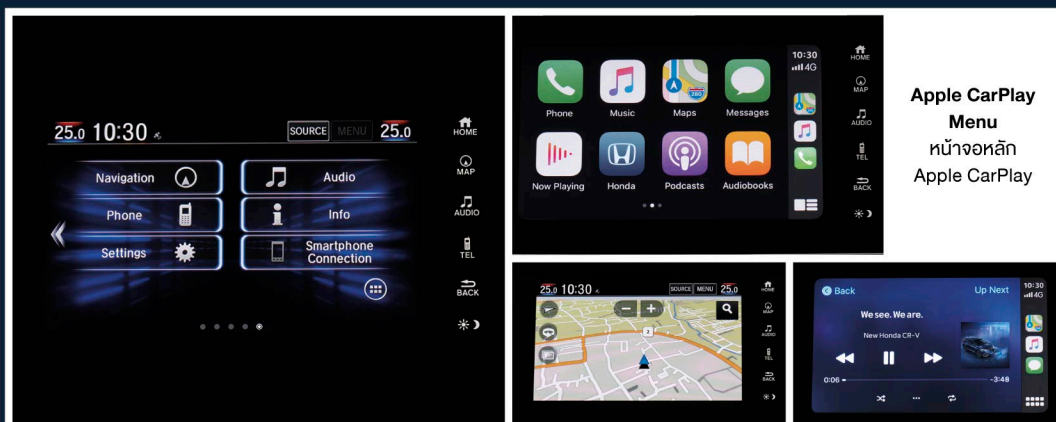 25.0 10:30 SOURCE MENU 25.0
Navigation
Audio
Phone
Info
Settings
Smartphone
Connection
HOME
MAP
AUDIO
TEL
BACK
10:30
4G
Phone Music Maps Messages
280
Now Playing Honda Podcasts Audiobooks
HOME
MAP
AUDIO
TEL
BACK
Apple CarPlay
Menu
หน้าจอหลัก
Apple CarPlay
25.0 10:30 SOURCE MENU 25.0
2
HOME
MAP
AUDIO
TEL
BACK
Back Up Next
We see. We are.
New Honda CR-V
0:06 -3:48
10:30
4G